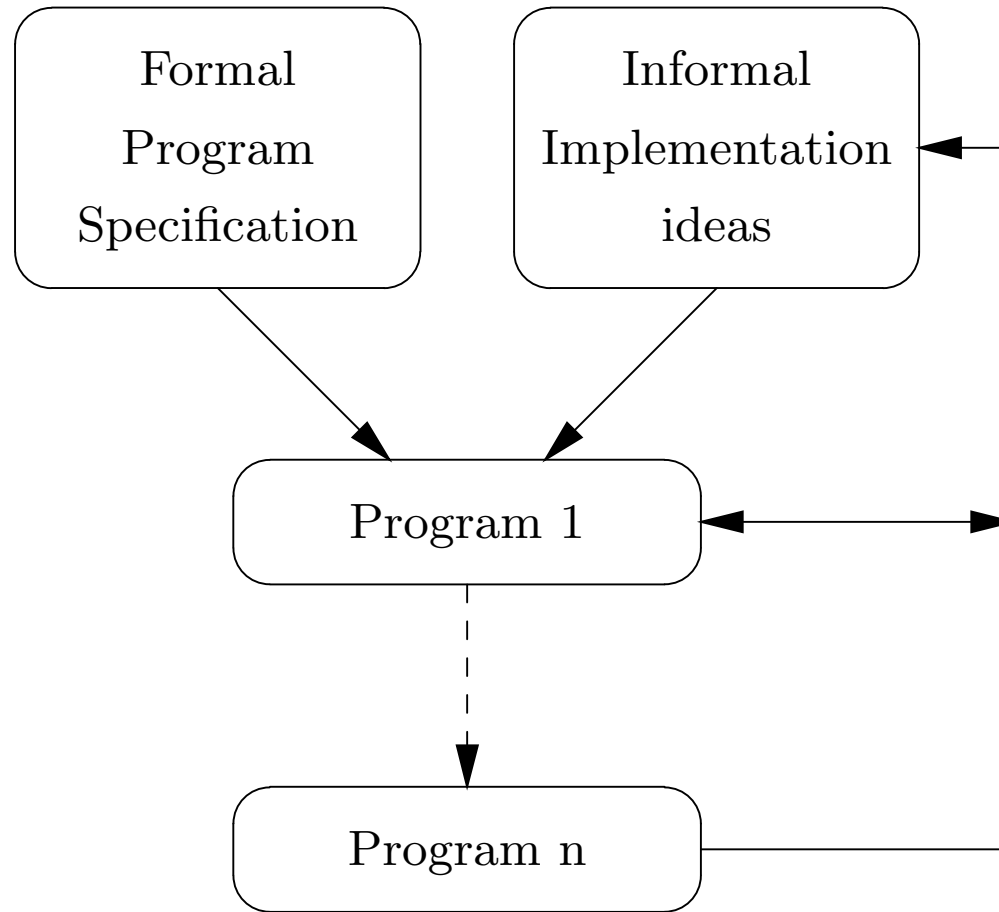 Formal
Program
Specification
Informal
Implementation
ideas
Program 1
Program n